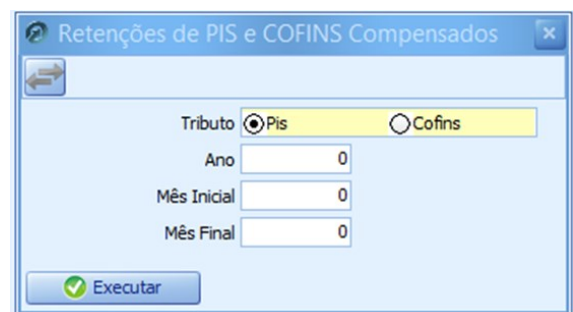 Retenções de PIS e COFINS Compensados
Tributo Pis Cofins
Ano 0
Mês Inicial 0
Mês Final 0
Executar